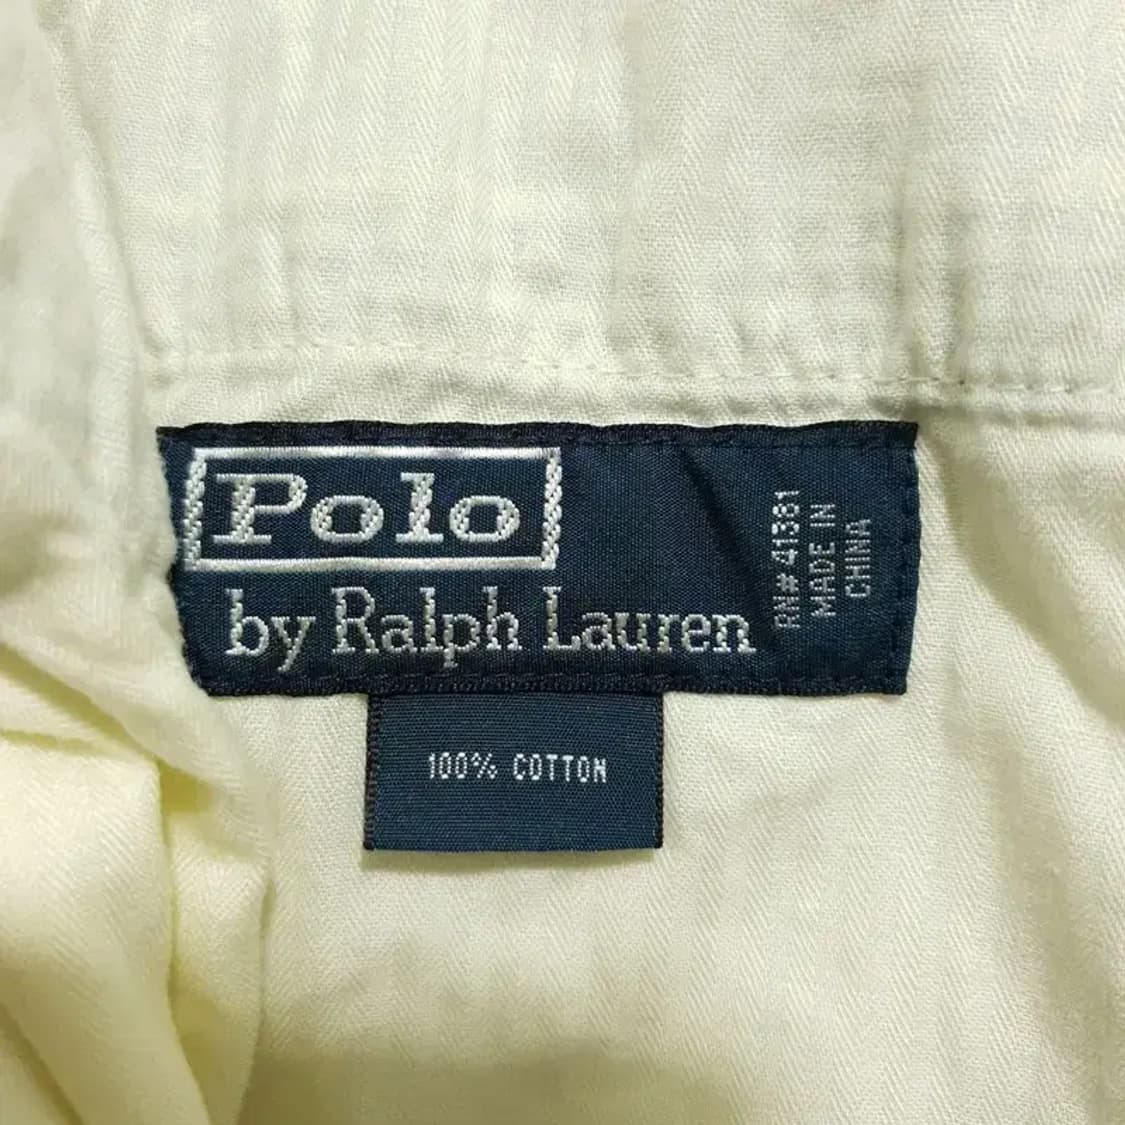 Polo
by Ralph Lauren
RN# 41381
MADE IN
CHINA
100% COTTON